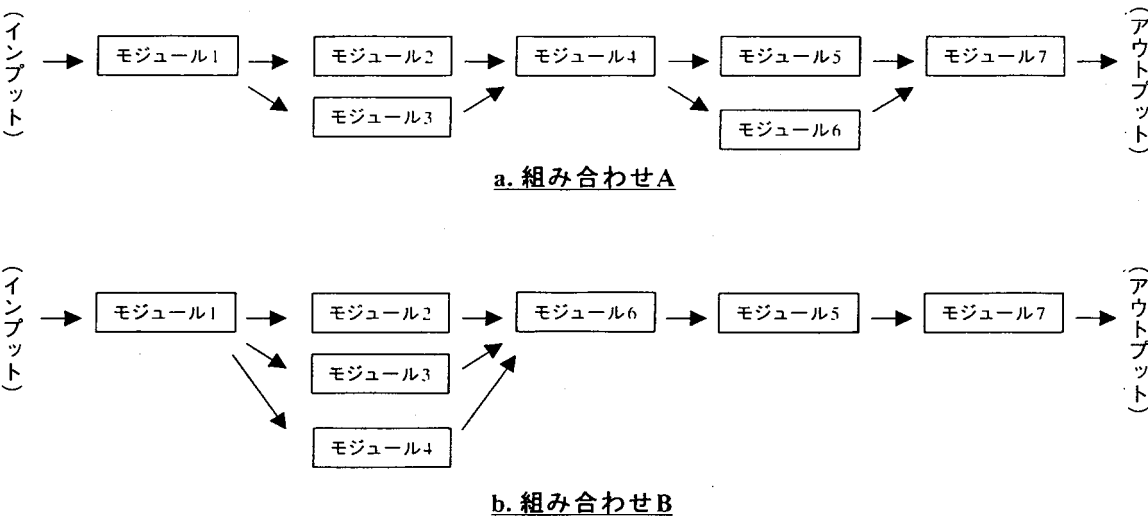 (インプット)
モジュール1
モジュール2
モジュール4
モジュール5
モジュール7
(アウトプット)
モジュール3
モジュール6
a. 組み合わせA
(インプット)
モジュール1
モジュール2
モジュール6
モジュール5
モジュール7
(アウトプット)
モジュール3
モジュール4
b. 組み合わせB